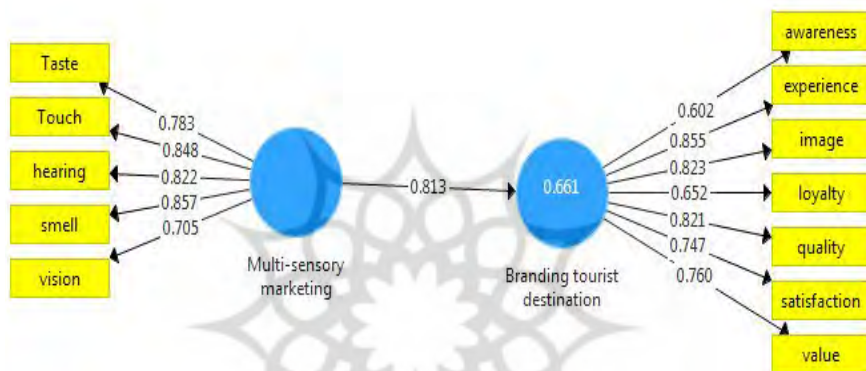 Taste
Touch
hearing
smell
vision
0.783
0.848
0.822
0.857
0.705
Multi-sensory
marketing
0.813
0.661
Branding tourist
destination
0.602
0.855
0.823
0.652
0.821
0.747
0.760
awareness
experience
image
loyalty
quality
satisfaction
value